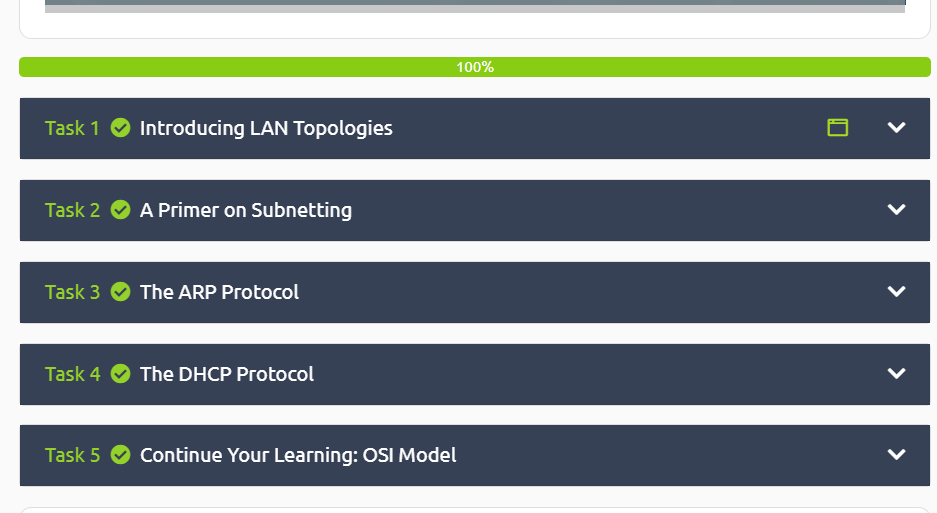 100%
Task 1 Introducing LAN Topologies
Task 2 A Primer on Subnetting
Task 3 The ARP Protocol
Task 4 The DHCP Protocol
Task 5 Continue Your Learning: OSI Model